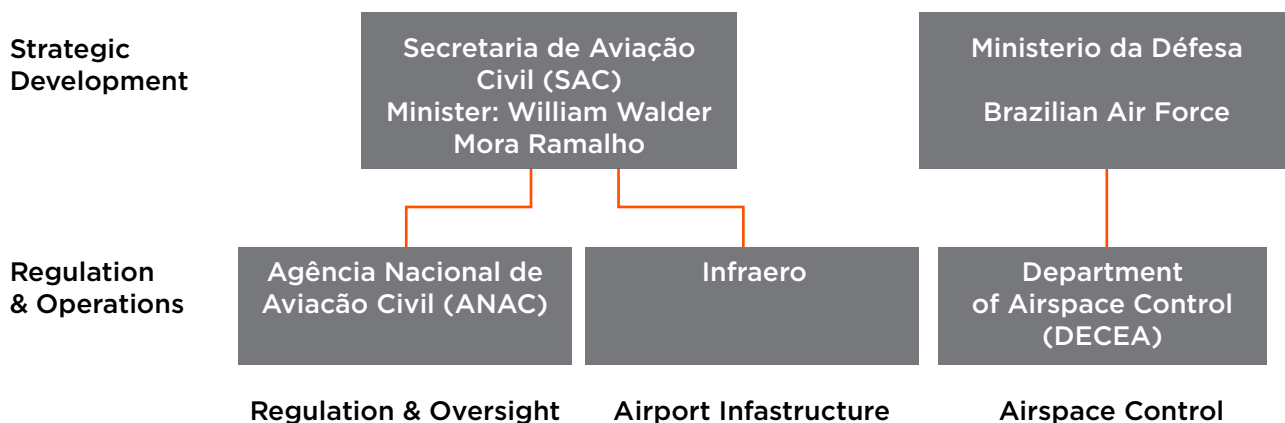 Strategic
Development
Secretaria de Aviação
Civil (SAC)
Minister: William Walder
Mora Ramalho
Ministerio da Défesa
Brazilian Air Force
Regulation
& Operations
Agência Nacional de
Aviacão Civil (ANAC)
Infraero
Department
of Airspace Control
(DECEA)
Regulation & Oversight
Airport Infastructure
Airspace Control